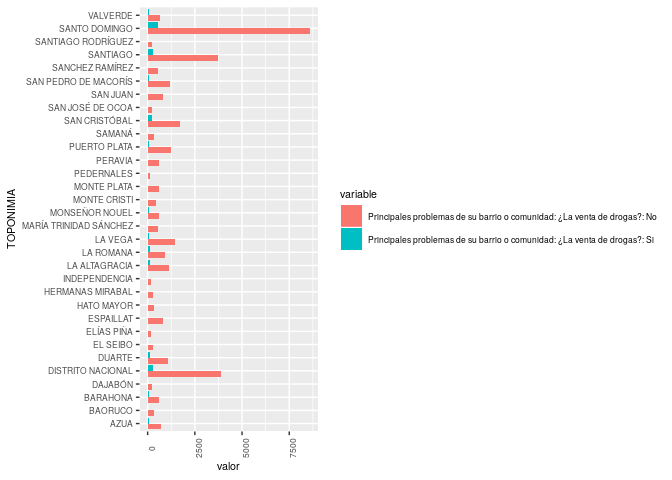 VALVERDE
SANTO DOMINGO
SANTIAGO RODRÍGUEZ
SANTIAGO
SANCHEZ RAMÍREZ
SAN PEDRO DE MACORÍS
SAN JUAN
SAN JOSÉ DE OCOA
SAN CRISTÓBAL
SAMANÁ
PUERTO PLATA
PERAVIA
PEDERNALES
MONTE PLATA
MONTE CRISTI
MONSEÑOR NOUEL
MARÍA TRINIDAD SÁNCHEZ
LA VEGA
LA ROMANA
LA ALTAGRACIA
INDEPENDENCIA
HERMANAS MIRABAL
HATO MAYOR
ESPAILLAT
ELÍAS PIÑA
EL SEIBO
DUARTE
DISTRITO NACIONAL
DAJABÓN
BARAHONA
BAORUCO
AZUA
TOPONIMIA
0
2500
5000
7500
valor
variable
Principales problemas de su barrio o comunidad: ¿La venta de drogas?: No
Principales problemas de su barrio o comunidad: ¿La venta de drogas?: Si